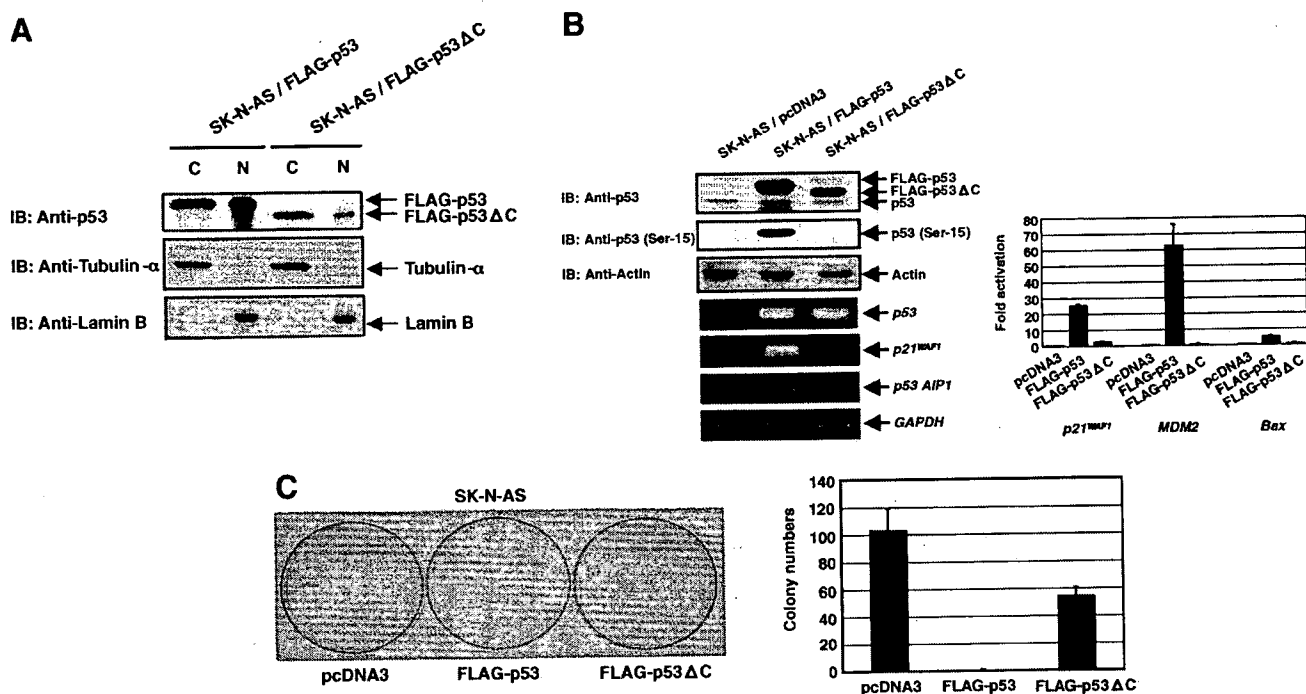 A
SK-N-AS / FLAG-p53
SK-N-AS / FLAG-p53ΔC
C N C N
IB: Anti-p53
FLAG-p53
FLAG-p53ΔC
IB: Anti-Tubulin-α
Tubulin-α
IB: Anti-Lamin B
Lamin B
B
SK-N-AS / pcDNA3
SK-N-AS / FLAG-p53
SK-N-AS / FLAG-p53ΔC
IB: Anti-p53
FLAG-p53
FLAG-p53ΔC
p53
IB: Anti-p53 (Ser-15)
p53 (Ser-15)
IB: Anti-Actin
Actin
p53
p21WAF1
p53 AIP1
GAPDH
Fold activation
80
70
60
50
40
30
20
10
0
pcDNA3
FLAG-p53
FLAG-p53ΔC
pcDNA3
FLAG-p53
FLAG-p53ΔC
pcDNA3
FLAG-p53
FLAG-p53ΔC
p21WAF1 MDM2 Bax
C
SK-N-AS
pcDNA3 FLAG-p53 FLAG-p53ΔC
Colony numbers
140
120
100
80
60
40
20
0
pcDNA3 FLAG-p53 FLAG-p53ΔC